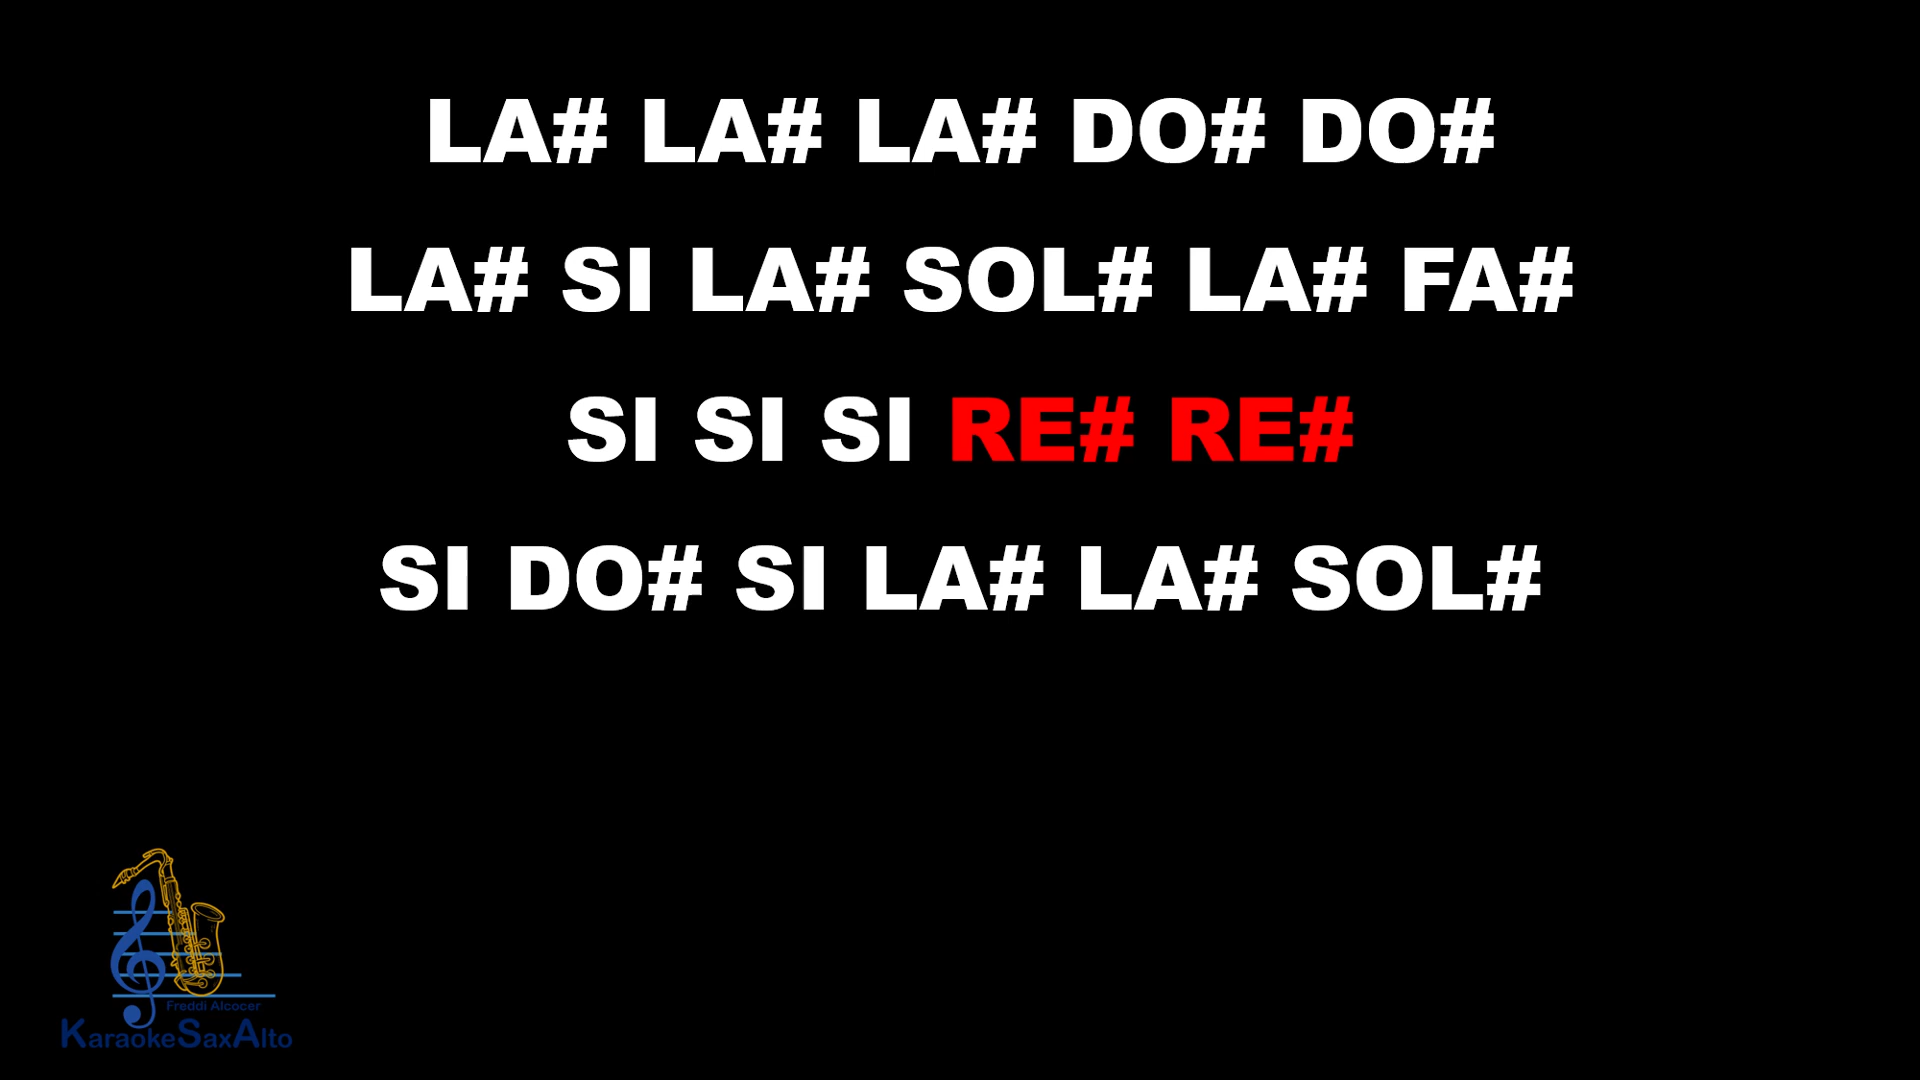 LA# LA# LA# DO# DO#
LA# SI LA# SOL# LA# FA#
SI SI SI RE# RE#
SI DO# SI LA# LA# SOL#
Freddi Alcocer
KaraokeSaxAlto